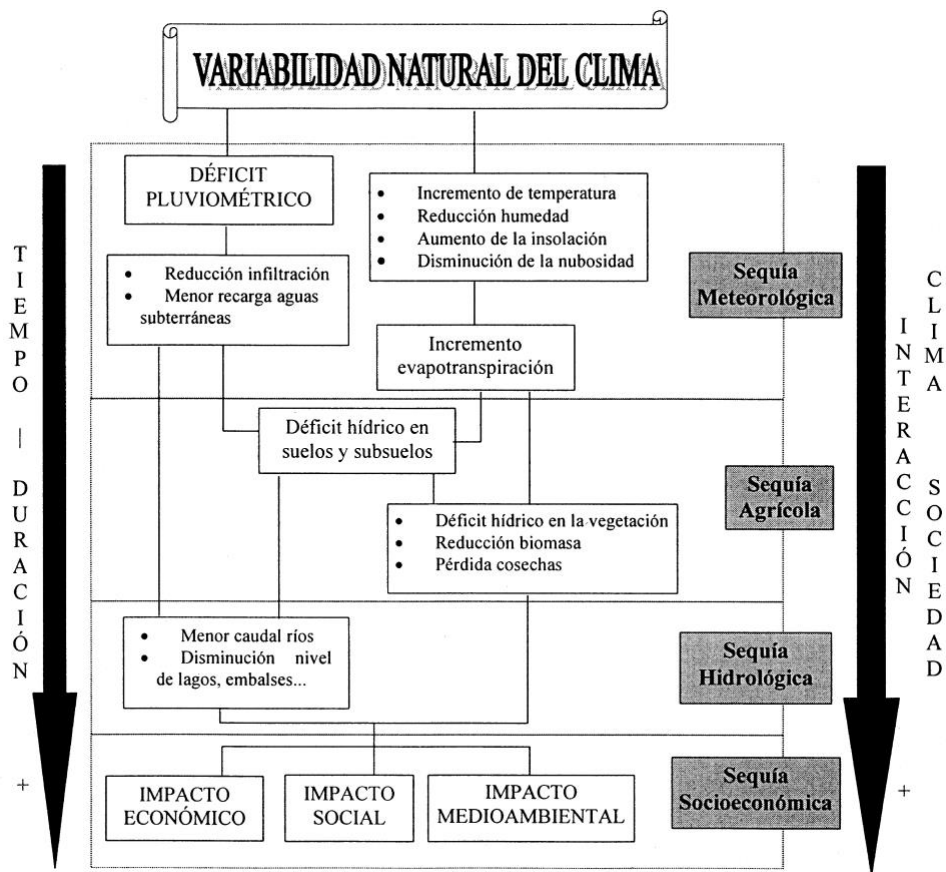 VARIABILIDAD NATURAL DEL CLIMA
DÉFICIT
PLUVIOMÉTRICO
• Incremento de temperatura
• Reducción humedad
• Aumento de la insolación
• Disminución de la nubosidad
• Reducción infiltración
• Menor recarga aguas
subterráneas
Sequía
Meteorológica
Incremento
evapotranspiración
Déficit hídrico en
suelos y subsuelos
Sequía
Agrícola
• Déficit hídrico en la vegetación
• Reducción biomasa
• Pérdida cosechas
• Menor caudal ríos
• Disminución nivel
de lagos, embalses...
Sequía
Hidrológica
IMPACTO
ECONÓMICO
IMPACTO
SOCIAL
IMPACTO
MEDIOAMBIENTAL
Sequía
Socioeconómica
TIEMPO | DURACIÓN
+
INTERACCIÓN
CLIMA SOCIEDAD
+